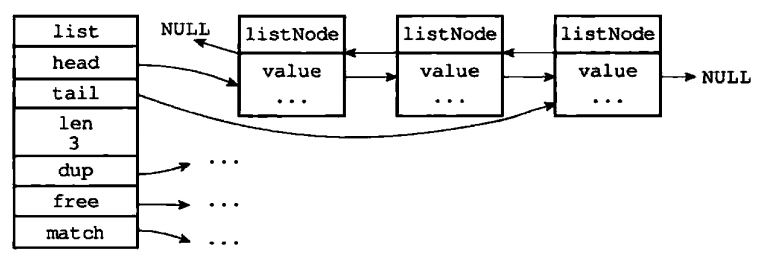 list
head
tail
len
3
dup
free
match
NULL
listNode
value
...
listNode
value
...
listNode
value
...
NULL
...
...
...